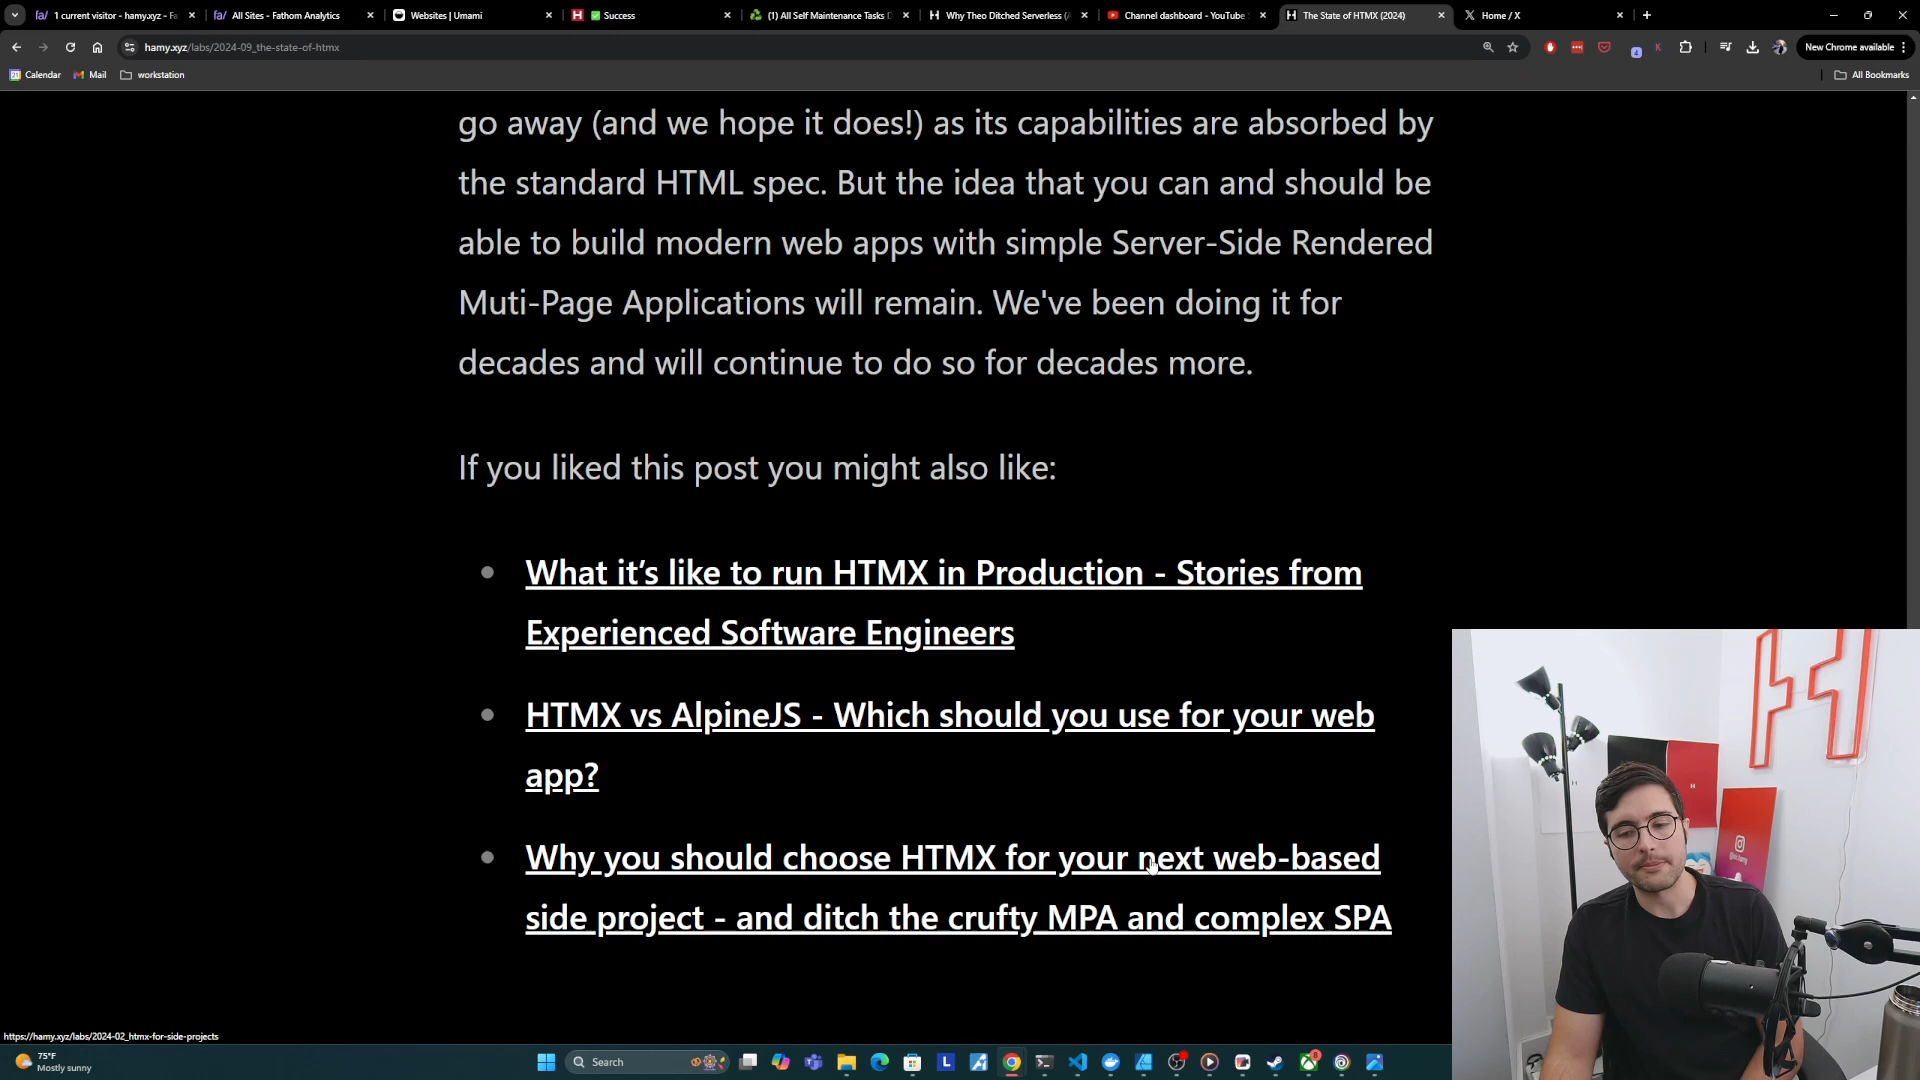 1 current visitor - hamy.xyz - Fa
All Sites - Fathom Analytics
Websites | Umami
Success
(1) All Self Maintenance Tasks D
Why Theo Ditched Serverless (
Channel dashboard - YouTube
The State of HTMX (2024)
Home / X
hamy.xyz/labs/2024-09_the-state-of-htmx
New Chrome available
Calendar
Mail
workstation
All Bookmarks
go away (and we hope it does!) as its capabilities are absorbed by
the standard HTML spec. But the idea that you can and should be
able to build modern web apps with simple Server-Side Rendered
Muti-Page Applications will remain. We've been doing it for
decades and will continue to do so for decades more.
If you liked this post you might also like:
What it’s like to run HTMX in Production - Stories from
Experienced Software Engineers
HTMX vs AlpineJS - Which should you use for your web
app?
Why you should choose HTMX for your next web-based
side project - and ditch the crufty MPA and complex SPA
https://hamy.xyz/labs/2024-02_htmx-for-side-projects
75°F
Mostly sunny
Search